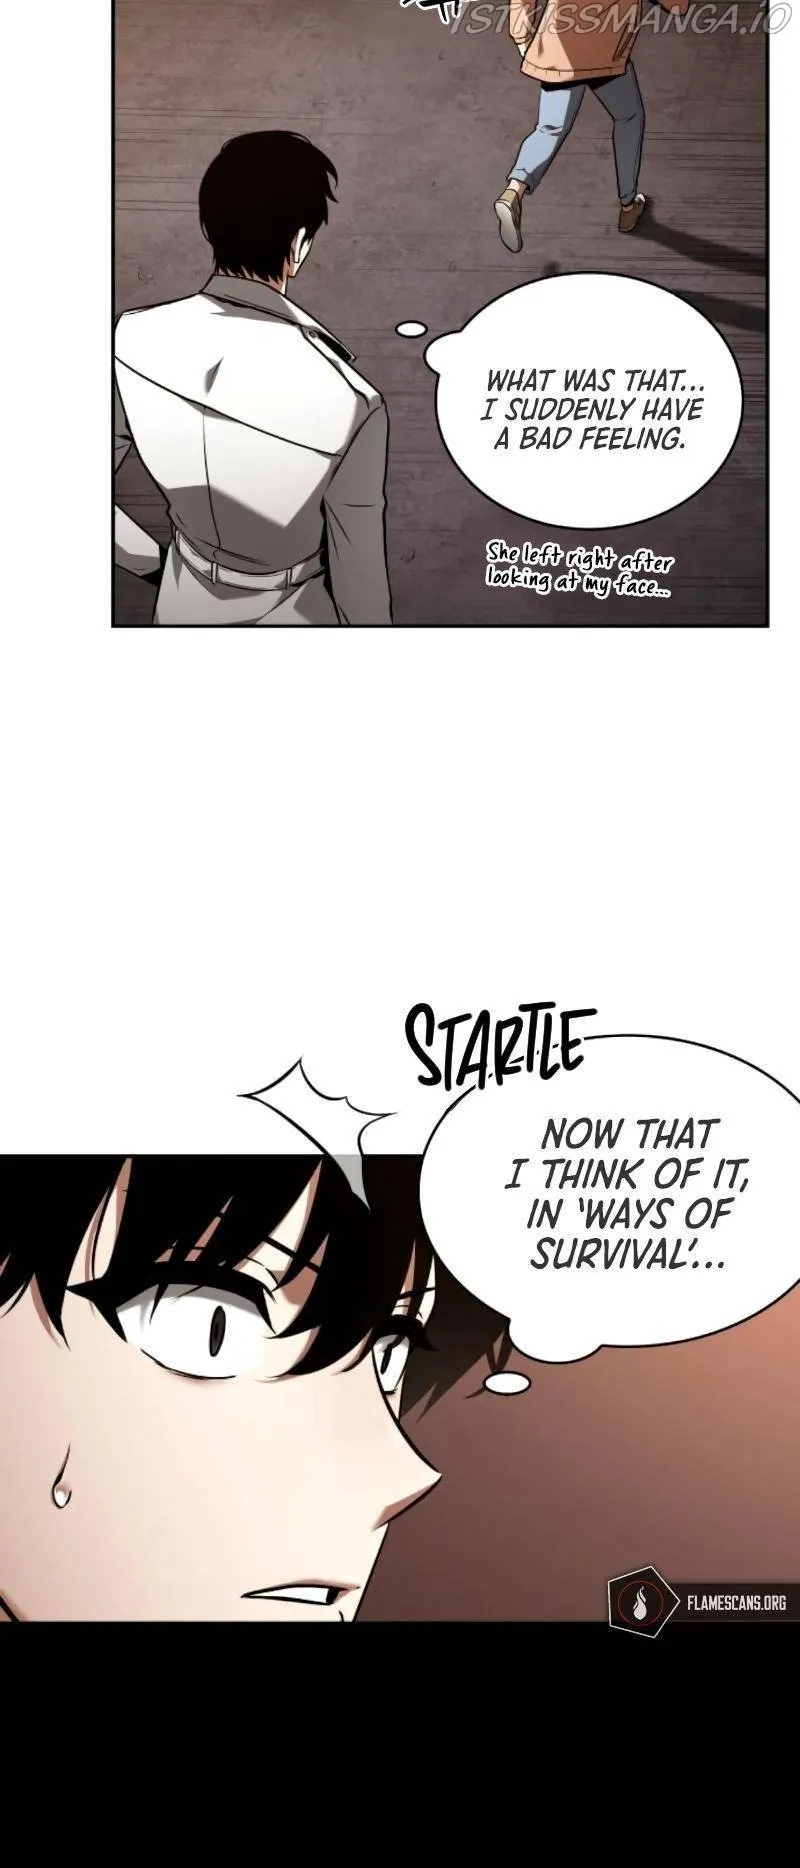 1STKISSMANGA.IO
WHAT WAS THAT...
I SUDDENLY HAVE
A BAD FEELING.
She left right after
looking at my face...
STARTLE
NOW THAT
I THINK OF IT,
IN 'WAYS OF
SURVIVAL'...
FLAMESCANS.ORG